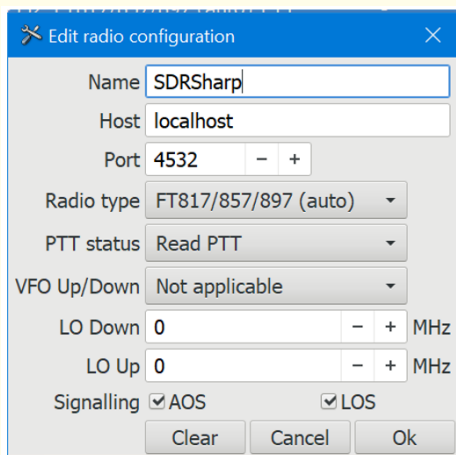 Edit radio configuration
Name SDRSharp
Host localhost
Port 4532 − +
Radio type FT817/857/897 (auto)
PTT status Read PTT
VFO Up/Down Not applicable
LO Down 0 − + MHz
LO Up 0 − + MHz
Signalling AOS LOS
Clear Cancel Ok